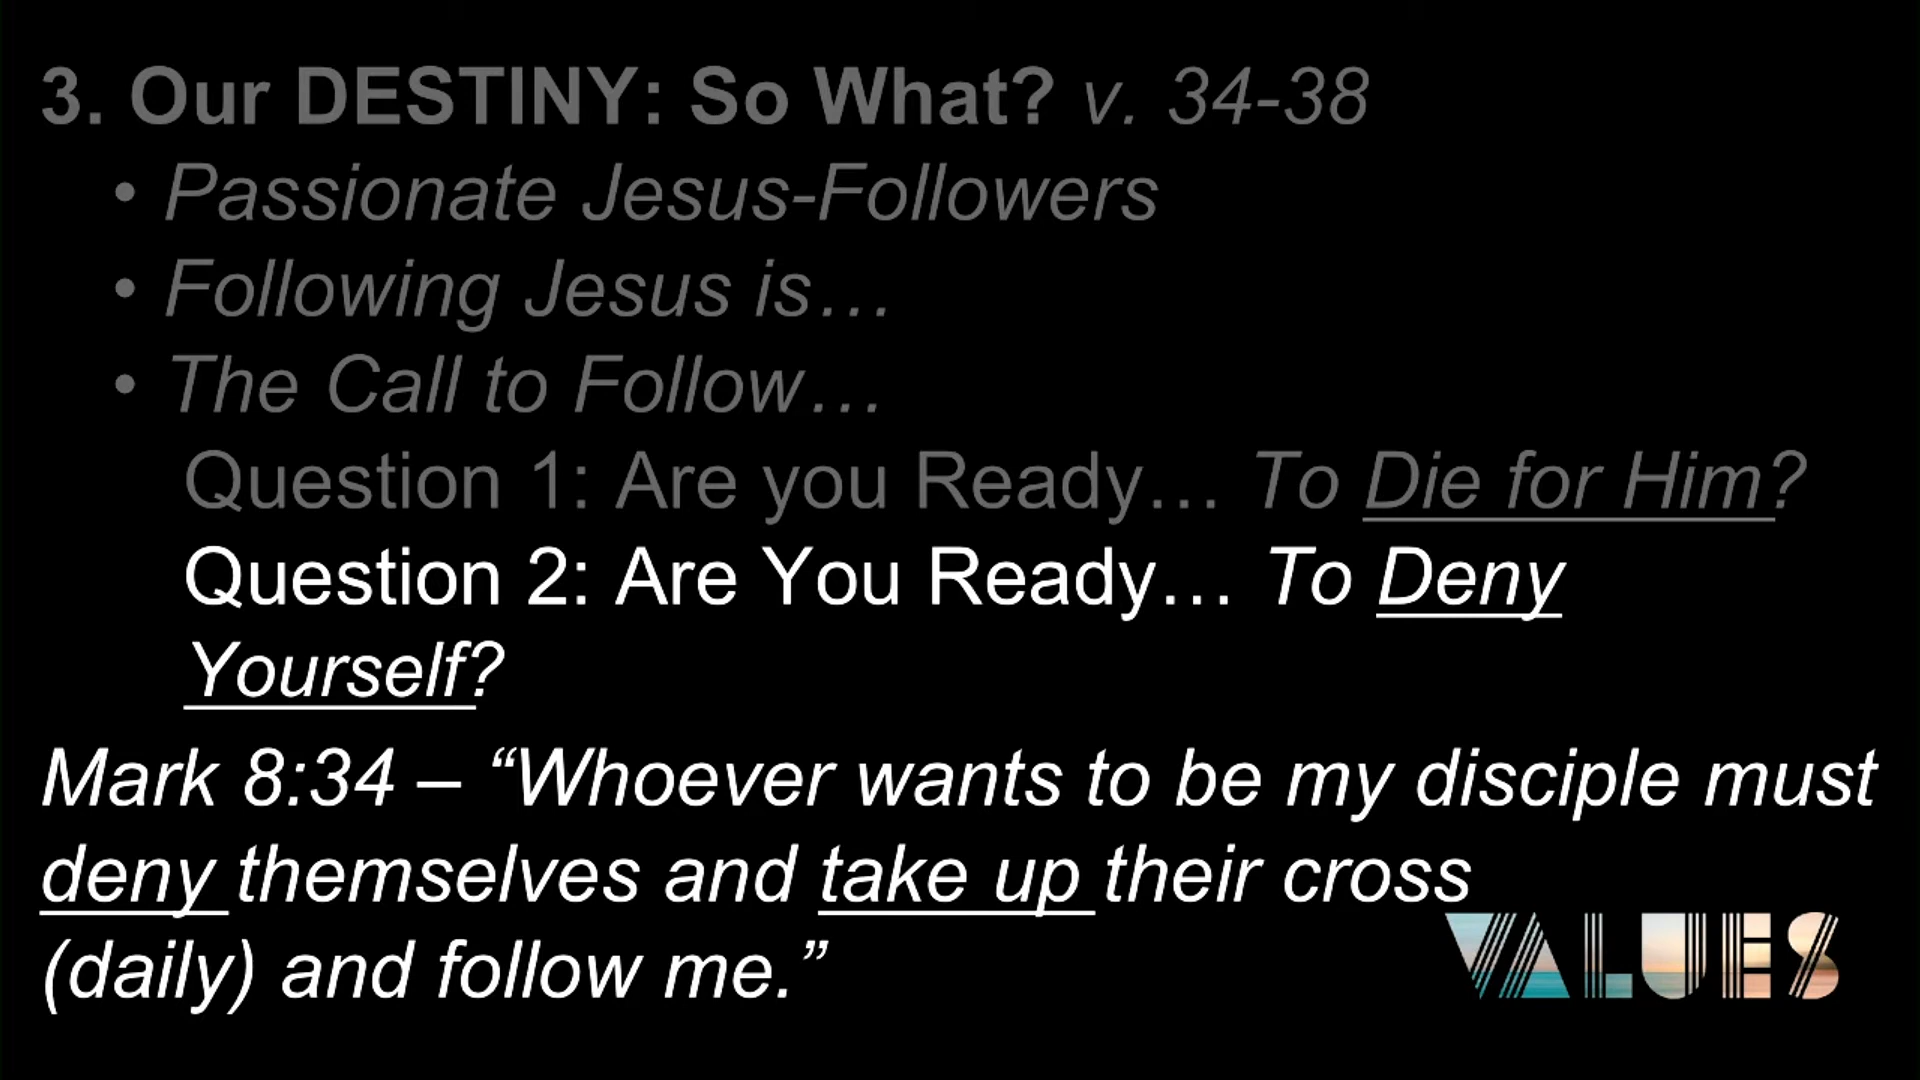 3. Our DESTINY: So What? v. 34-38
• Passionate Jesus-Followers
• Following Jesus is…
• The Call to Follow…
Question 1: Are you Ready… To Die for Him?
Question 2: Are You Ready… To Deny
Yourself?
Mark 8:34 – “Whoever wants to be my disciple must
deny themselves and take up their cross
(daily) and follow me.”
VALUES